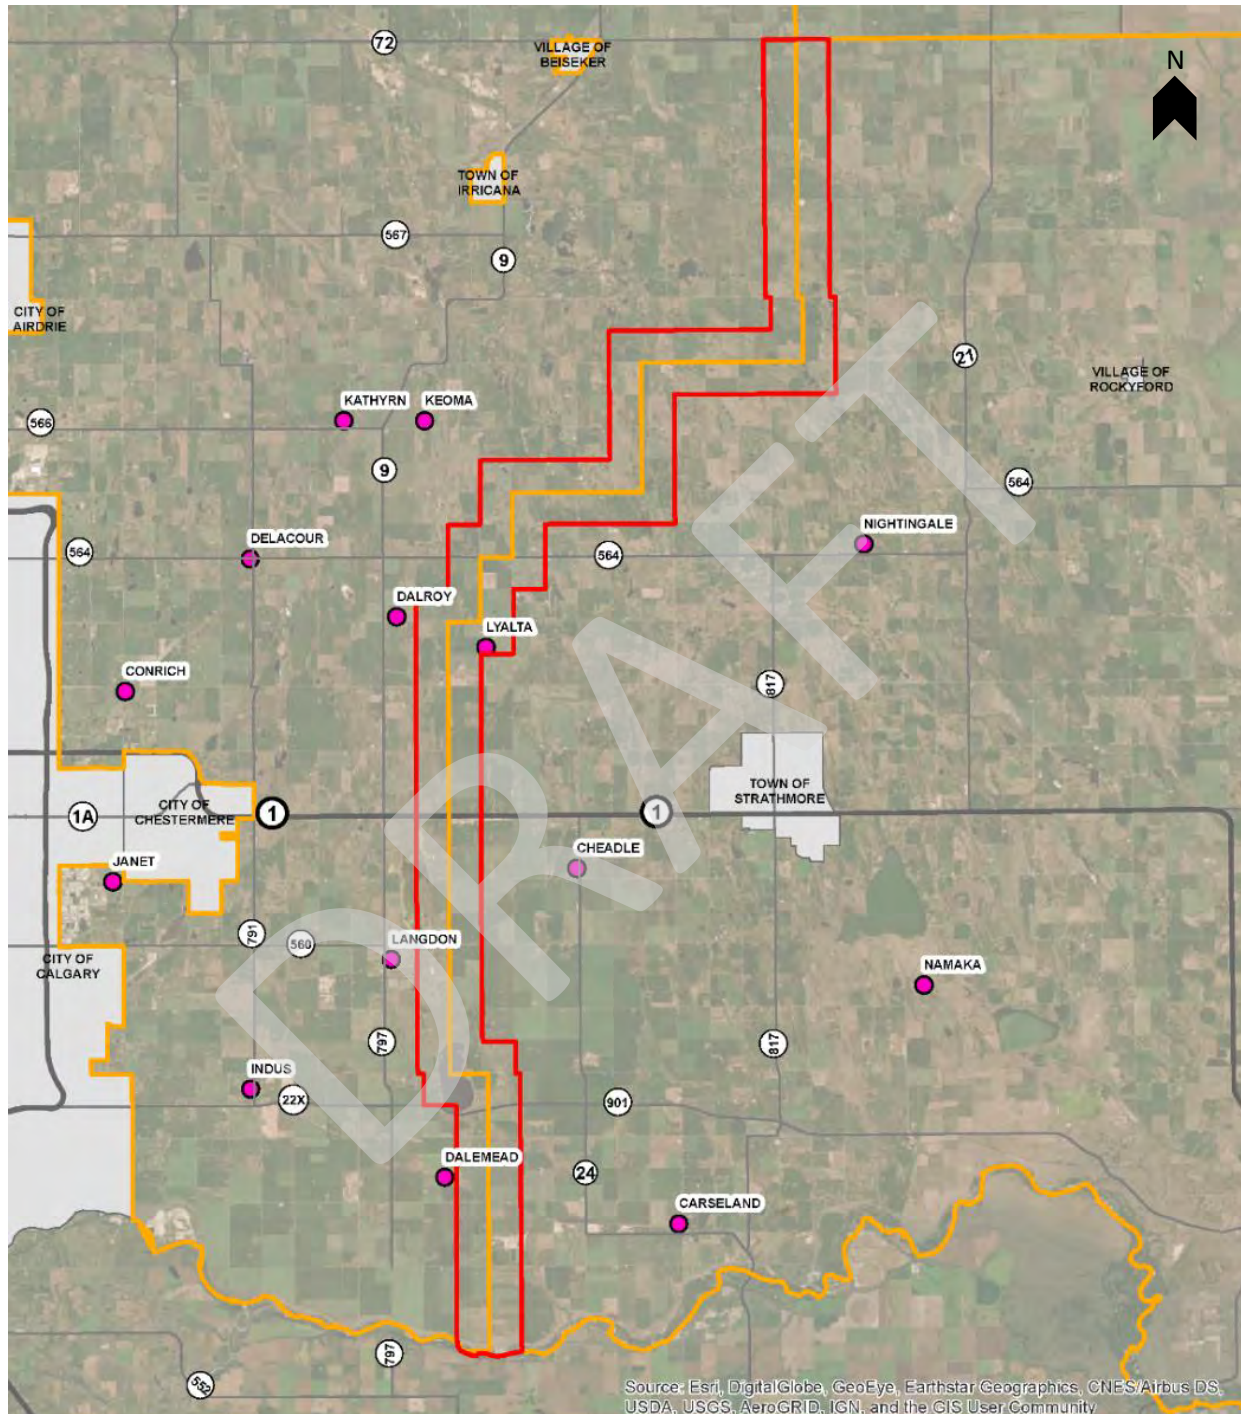 72
VILLAGE OF
BEISEKER
N
TOWN OF
IRRICANA
567
9
CITY OF
AIRDRIE
21
VILLAGE OF
ROCKYFORD
KATHYRN
KEOMA
566
9
564
NIGHTINGALE
DELACOUR
564
564
DALROY
LYALTA
CONRICH
817
TOWN OF
STRATHMORE
CITY OF
CHESTERMERE
1A
1
1
JANET
CHEADLE
791
560
LANGDON
CITY OF
CALGARY
NAMAKA
797
817
INDUS
22X
901
DALEMEAD
24
CARSELAND
797
552
DRAFT
Source: Esri, DigitalGlobe, GeoEye, Earthstar Geographics, CNES/Airbus DS,
USDA, USGS, AeroGRID, IGN, and the GIS User Community